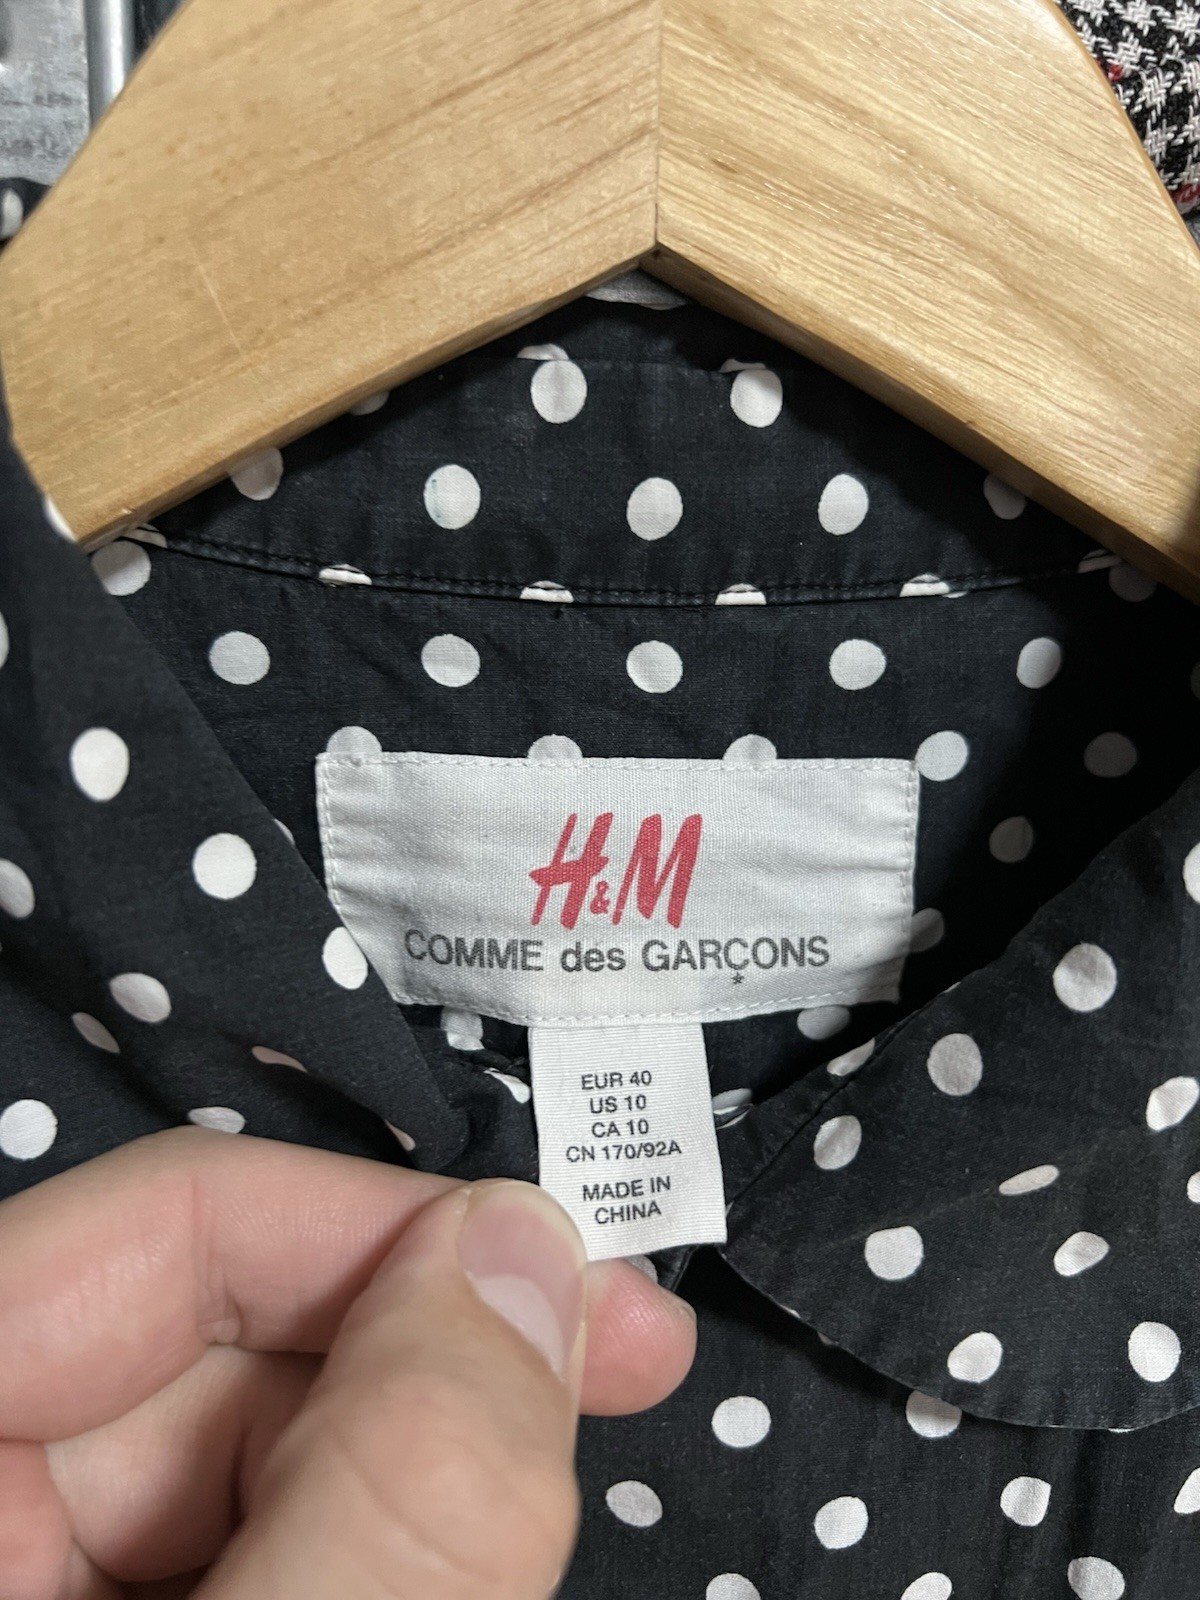 H&M
COMME des GARÇONS
*
EUR 40
US 10
CA 10
CN 170/92A
MADE IN
CHINA